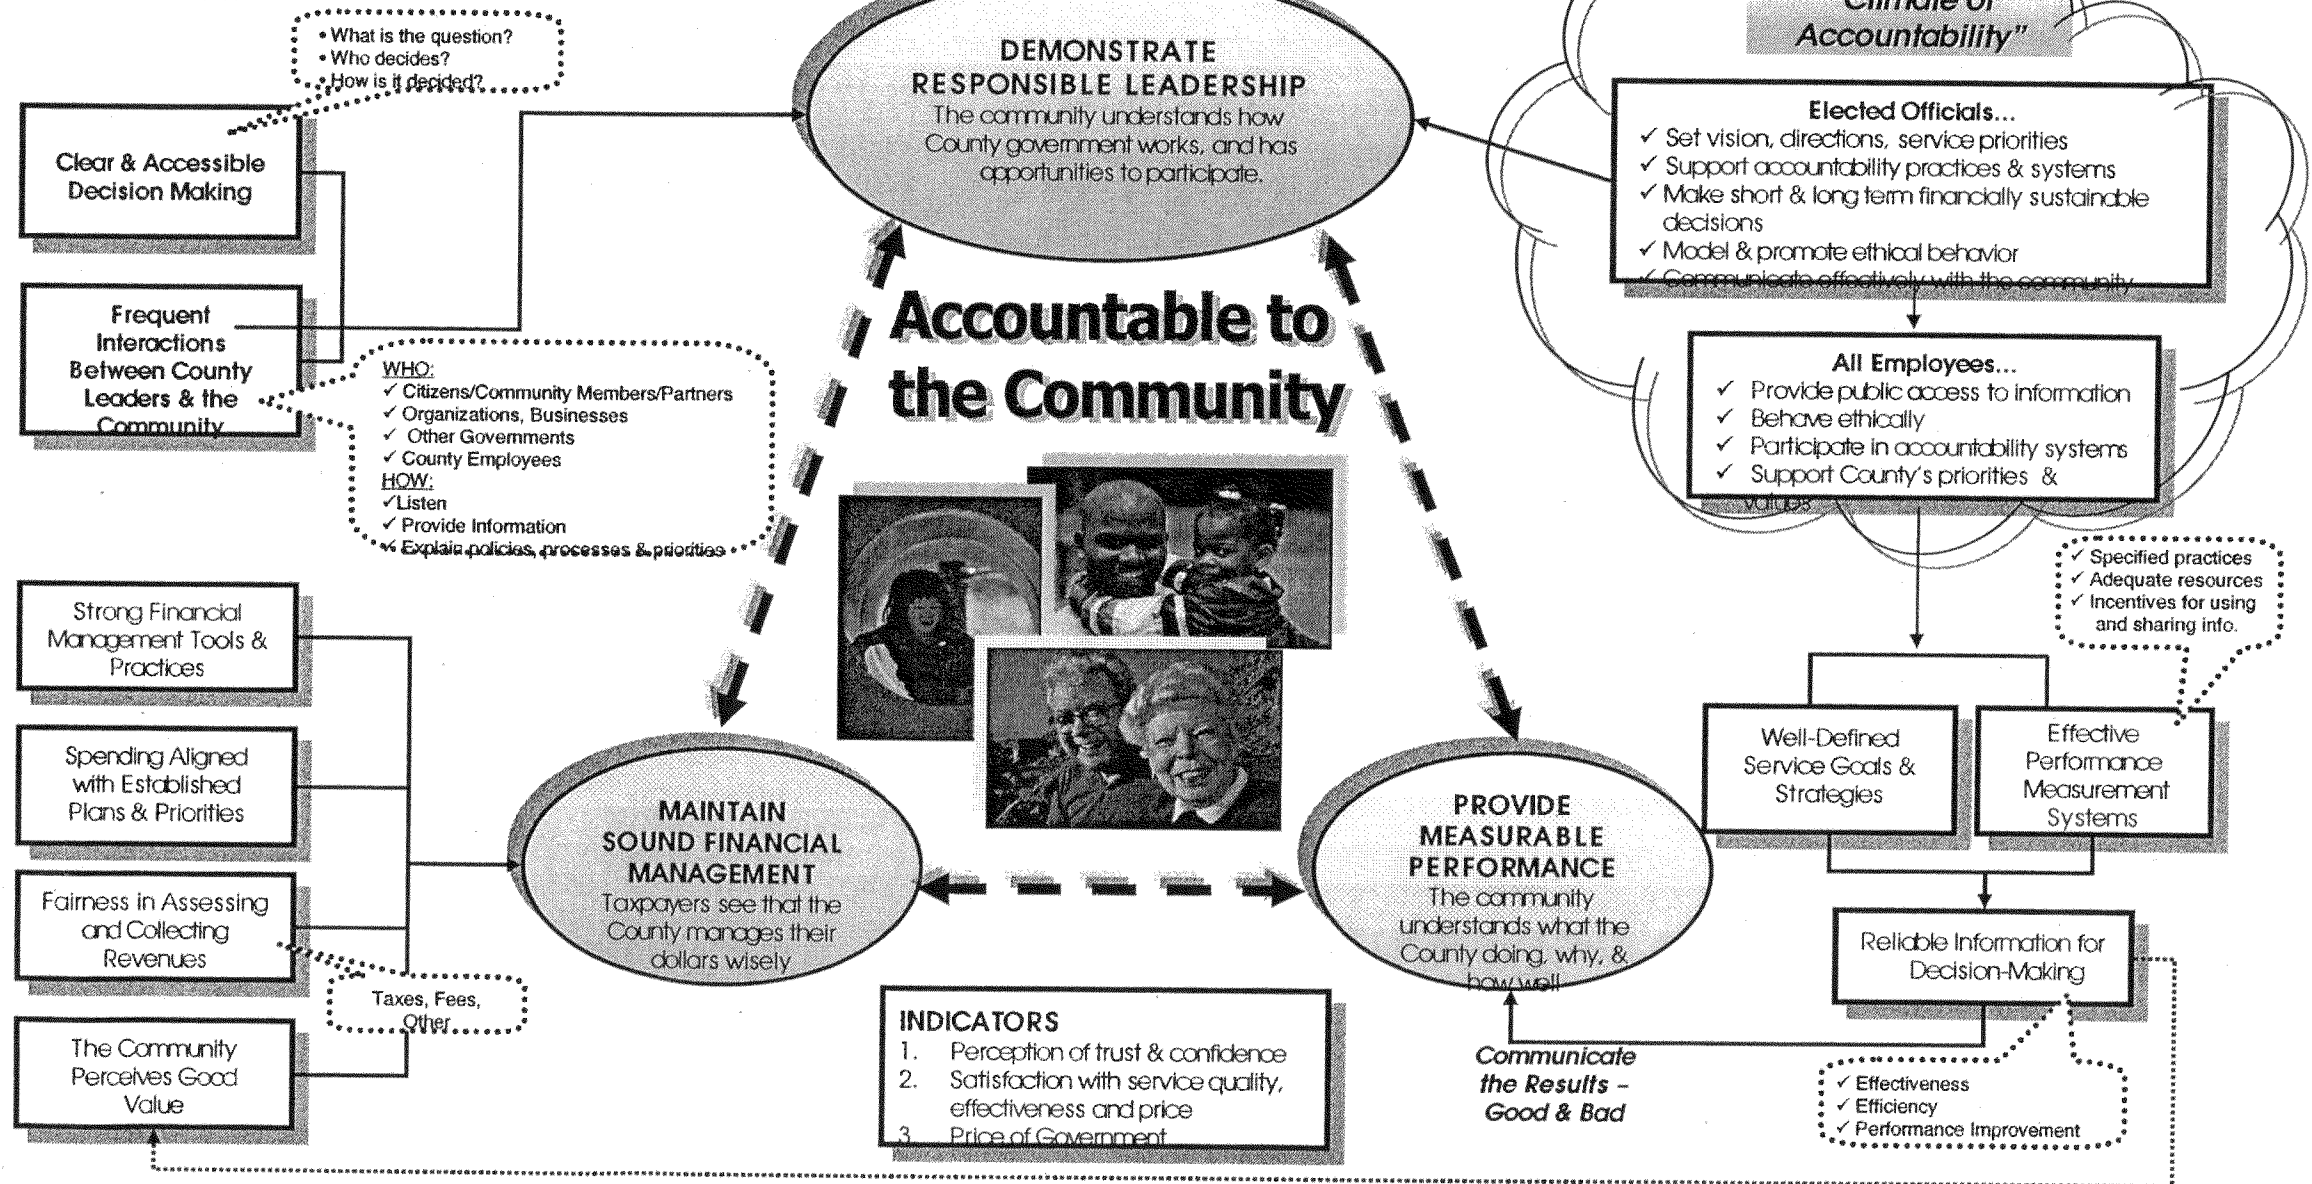 • What is the question?
• Who decides?
• How is it decided?
Clear & Accessible
Decision Making
Frequent
Interactions
Between County
Leaders & the
Community
WHO:
✓ Citizens/Community Members/Partners
✓ Organizations, Businesses
✓ Other Governments
✓ County Employees
HOW:
✓Listen
✓ Provide Information
✓ Explain policies, processes & priorities
DEMONSTRATE
RESPONSIBLE LEADERSHIP
The community understands how
County government works, and has
opportunities to participate.
"Climate of
Accountability"
Elected Officials...
✓ Set vision, directions, service priorities
✓ Support accountability practices & systems
✓ Make short & long term financially sustainable
decisions
✓ Model & promote ethical behavior
✓ Communicate effectively with the community
All Employees...
✓ Provide public access to information
✓ Behave ethically
✓ Participate in accountability systems
✓ Support County's priorities &
values
Accountable to
the Community
✓ Specified practices
✓ Adequate resources
✓ Incentives for using
and sharing info.
Strong Financial
Management Tools &
Practices
Spending Aligned
with Established
Plans & Priorities
Fairness in Assessing
and Collecting
Revenues
Taxes, Fees,
Other
The Community
Perceives Good
Value
MAINTAIN
SOUND FINANCIAL
MANAGEMENT
Taxpayers see that the
County manages their
dollars wisely
PROVIDE
MEASURABLE
PERFORMANCE
The community
understands what the
County doing, why, &
how well
Well-Defined
Service Goals &
Strategies
Effective
Performance
Measurement
Systems
Reliable Information for
Decision-Making
✓ Effectiveness
✓ Efficiency
✓ Performance Improvement
Communicate
the Results –
Good & Bad
INDICATORS
1. Perception of trust & confidence
2. Satisfaction with service quality,
effectiveness and price
3. Price of Government